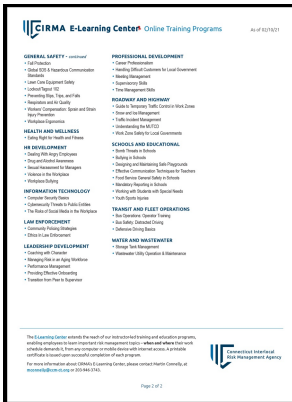 CIRMA E-Learning Center Online Training Programs
As of 02/10/21
GENERAL SAFETY - continued
• Fall Protection
• Global SDS & Hazardous Communication
Standards
• Lawn Care Equipment Safety
• Lockout/Tagout 102
• Preventing Slips, Trips, and Falls
• Respirators and Air Quality
• Workers' Compensation: Sprain and Strain
Injury Prevention
• Workplace Ergonomics
HEALTH AND WELLNESS
• Eating Right for Health
HR DEVELOPMENT
• Dealing With Angry Employees
• Drug and Alcohol Awareness
• Sexual Harassment for Managers
• Violence in the Workplace
• Workplace Bullying
INFORMATION TECHNOLOGY
• Computer Security Basics
• Cybersecurity Threats to Public Entities
• The Risks of Social Media in the Workplace
LAW ENFORCEMENT
• Community Policing Strategies
• Ethics in Law Enforcement
LEADERSHIP DEVELOPMENT
• Coaching with Character
• Managing Risk in an Aging Workforce
• Performance Management
• Providing Effective Onboarding
• Transition from Peer to Supervisor
PROFESSIONAL DEVELOPMENT
• Career Professionalism
• Handling Difficult Customers for Local Government
• Meeting Management
• Supervisory Skills
• Time Management Skills
ROADWAY AND HIGHWAY
• Guide to Temporary Traffic Control in Work Zones
• Snow and Ice Management
• Traffic Incident Management
• Understanding the MUTCD
• Work Zone Safety for Local Governments
SCHOOLS AND EDUCATIONAL
• Bomb Threats in Schools
• Bullying in Schools
• Designing and Maintaining Safe Playgrounds
• Effective Communication Techniques for Teachers
• Food Service General Safety in Schools
• Mandatory Reporting in Schools
• Working with Students with Special Needs
• Youth Sports Injuries
TRANSIT AND FLEET OPERATIONS
• Bus Operations: Operator Training
• Bus Safety: Distracted Driving
• Defensive Driving Basics
WATER AND WASTEWATER
• Storage Tank Management
• Wastewater Utility Operation & Maintenance
The E-Learning Center extends the reach of our instructor-led training and education programs,
enabling employees to learn important risk management topics – when and where their work
schedule demands it, from any computer or mobile device with internet access. A printable
certificate is issued upon successful completion of each program.
For more information about CIRMA's E-Learning Center, please contact Martin Connelly, at
mconnelly@ccm-ct.org or 203-946-3743.
Connecticut Interlocal
Risk Management Agency
Page 2 of 2